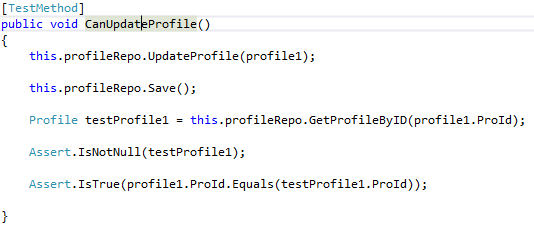 [TestMethod]
public void CanUpdateProfile()
{
this.profileRepo.UpdateProfile(profile1);
this.profileRepo.Save();
Profile testProfile1 = this.profileRepo.GetProfileByID(profile1.ProId);
Assert.IsNotNull(testProfile1);
Assert.IsTrue(profile1.ProId.Equals(testProfile1.ProId));
}